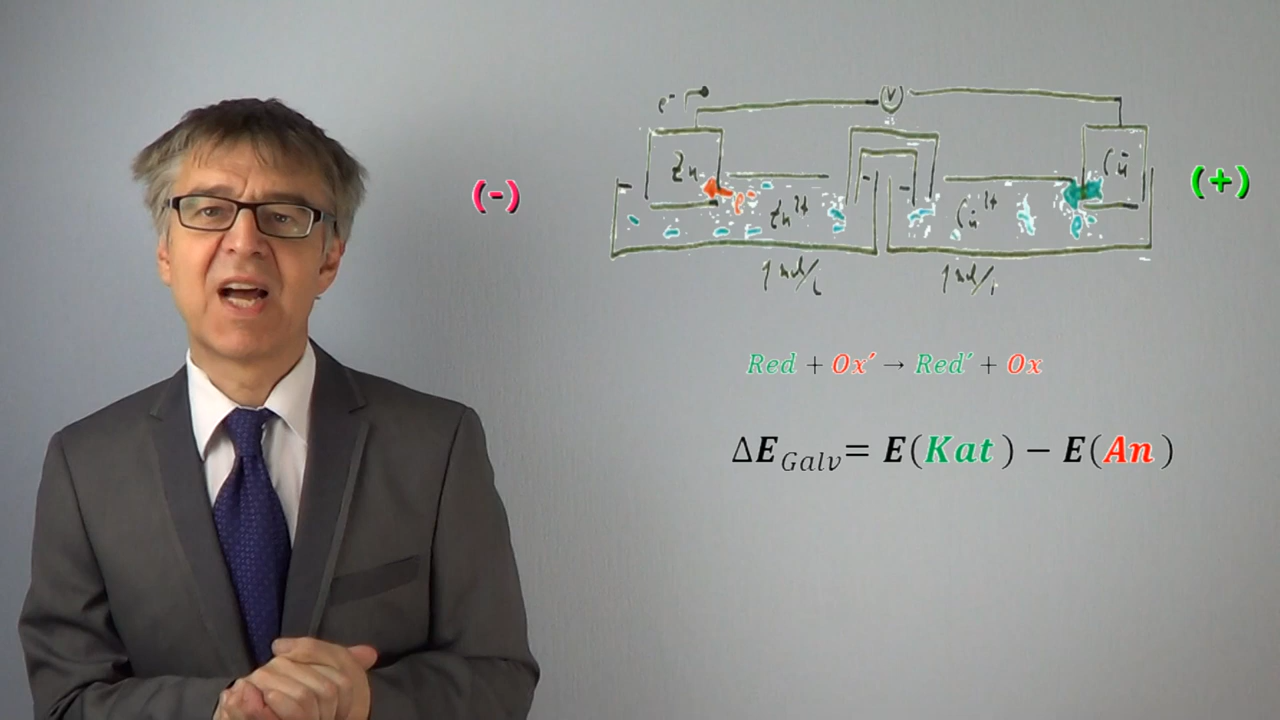 e⁻ V
Zn Cu
(-) (+)
e⁻ Zn²⁺ Cu²⁺ e⁻
1 mol/L 1 mol/L
Red + Ox′ → Red′ + Ox
ΔE_Galv = E(Kat) − E(An)